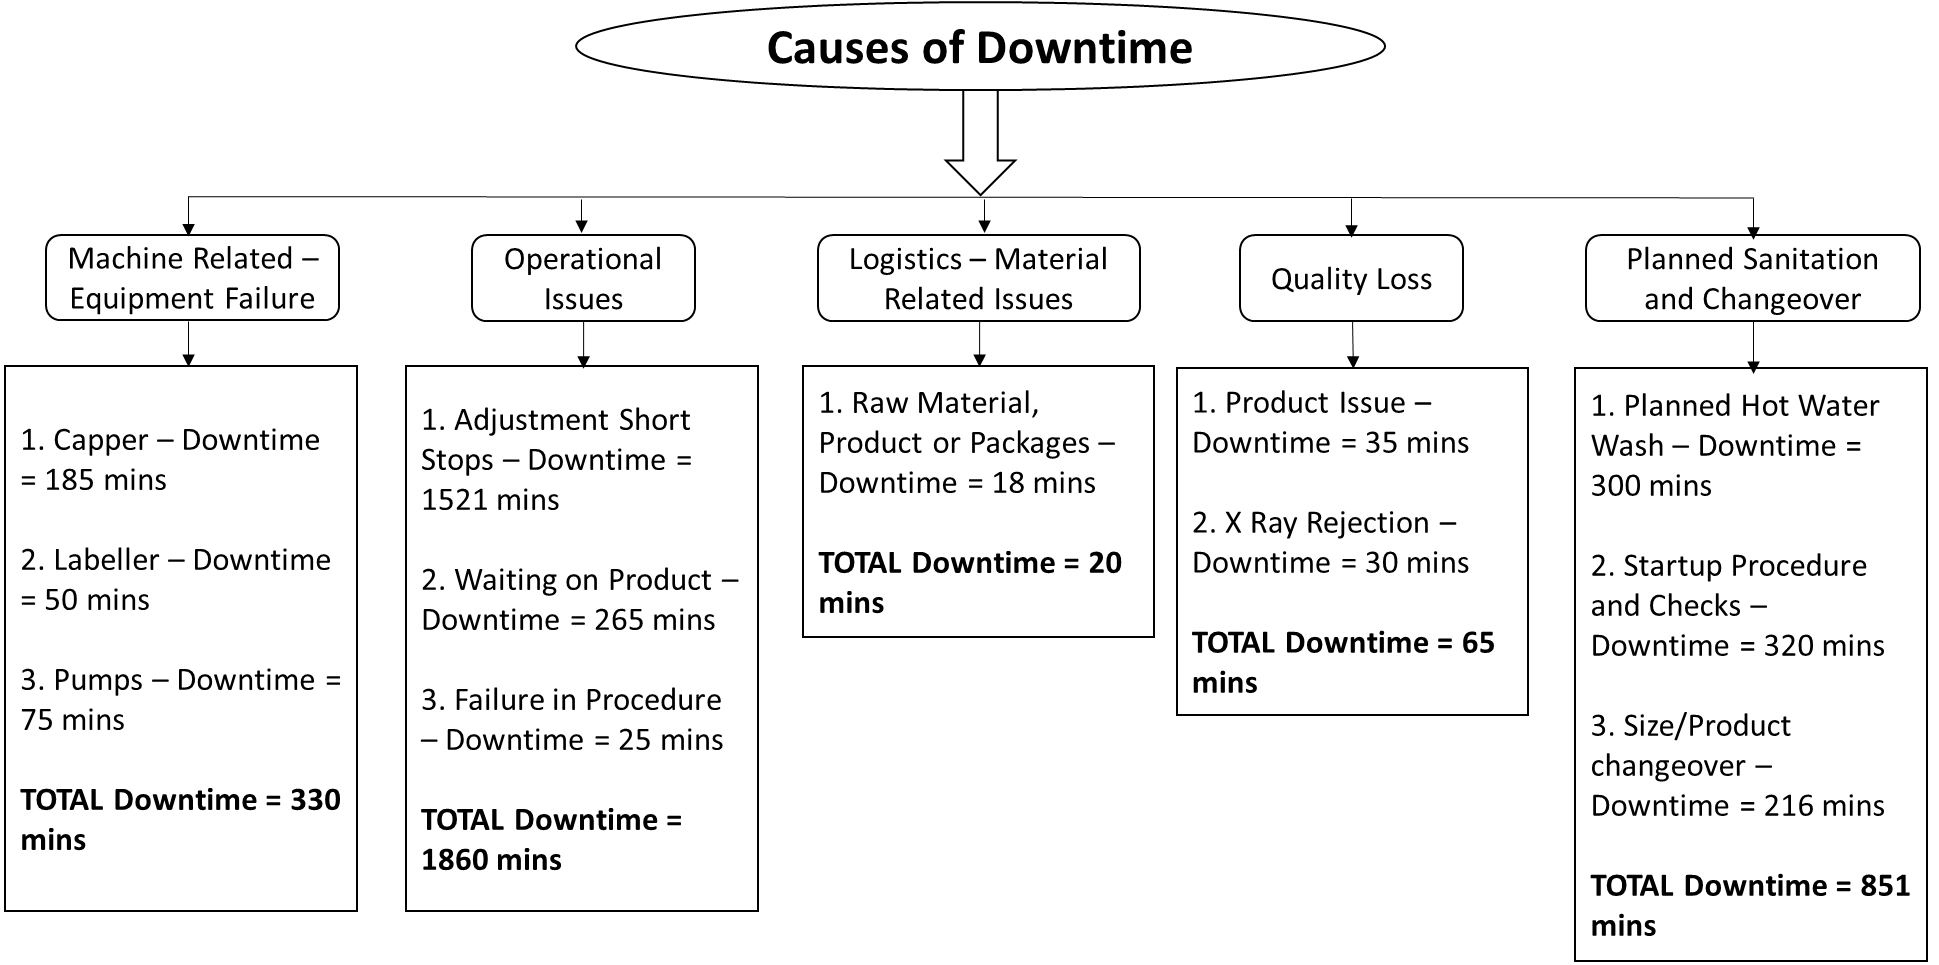 Causes of Downtime
Machine Related –
Equipment Failure
1. Capper – Downtime
= 185 mins
2. Labeller – Downtime
= 50 mins
3. Pumps – Downtime =
75 mins
TOTAL Downtime = 330
mins
Operational
Issues
1. Adjustment Short
Stops – Downtime =
1521 mins
2. Waiting on Product –
Downtime = 265 mins
3. Failure in Procedure
– Downtime = 25 mins
TOTAL Downtime =
1860 mins
Logistics – Material
Related Issues
1. Raw Material,
Product or Packages –
Downtime = 18 mins
TOTAL Downtime = 20
mins
Quality Loss
1. Product Issue –
Downtime = 35 mins
2. X Ray Rejection –
Downtime = 30 mins
TOTAL Downtime = 65
mins
Planned Sanitation
and Changeover
1. Planned Hot Water
Wash – Downtime =
300 mins
2. Startup Procedure
and Checks –
Downtime = 320 mins
3. Size/Product
changeover –
Downtime = 216 mins
TOTAL Downtime = 851
mins